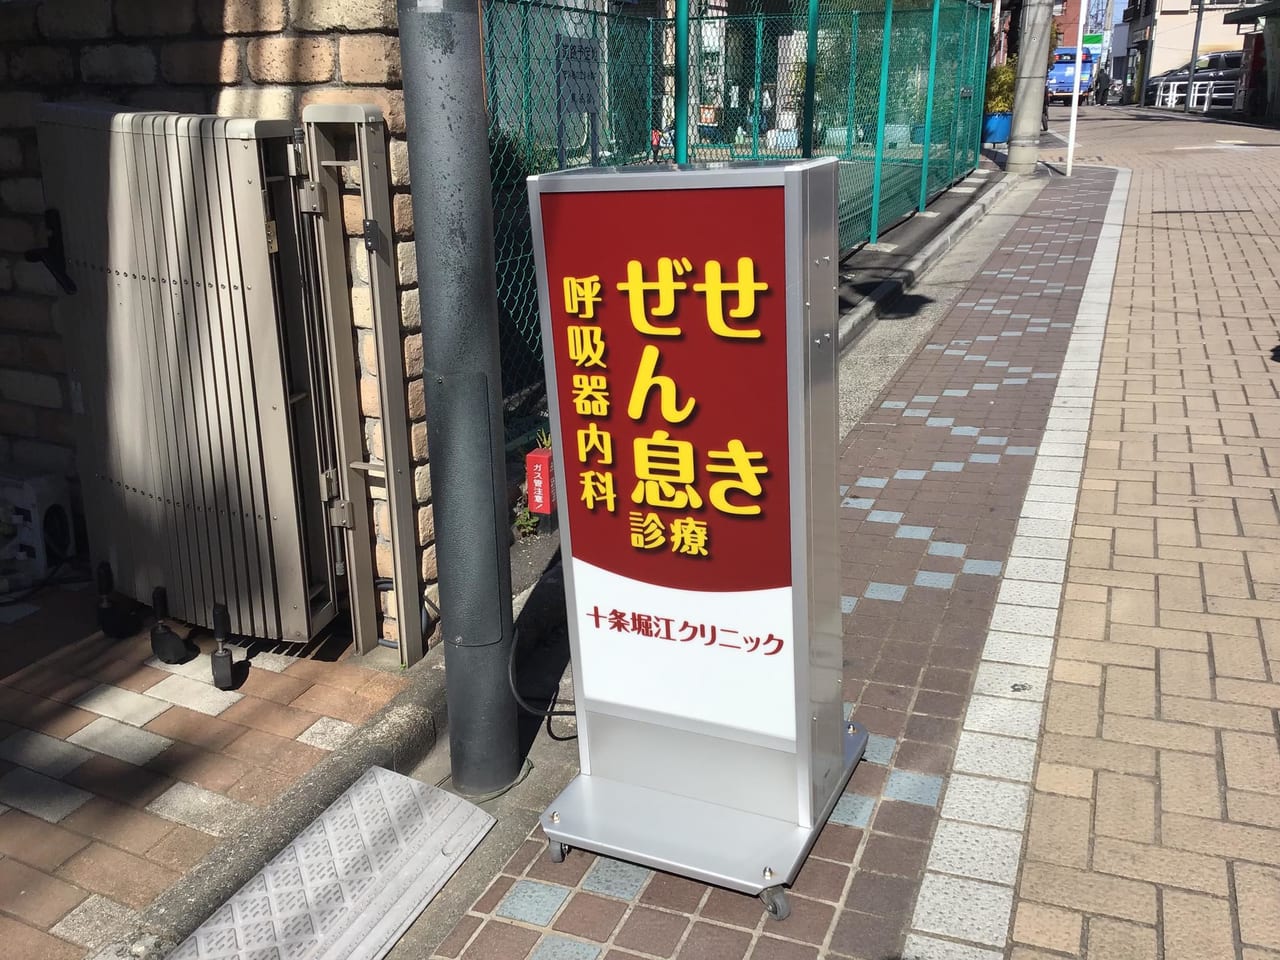 せき
ぜん息
診療
呼吸器内科
十条堀江クリニック
ガス管注意!